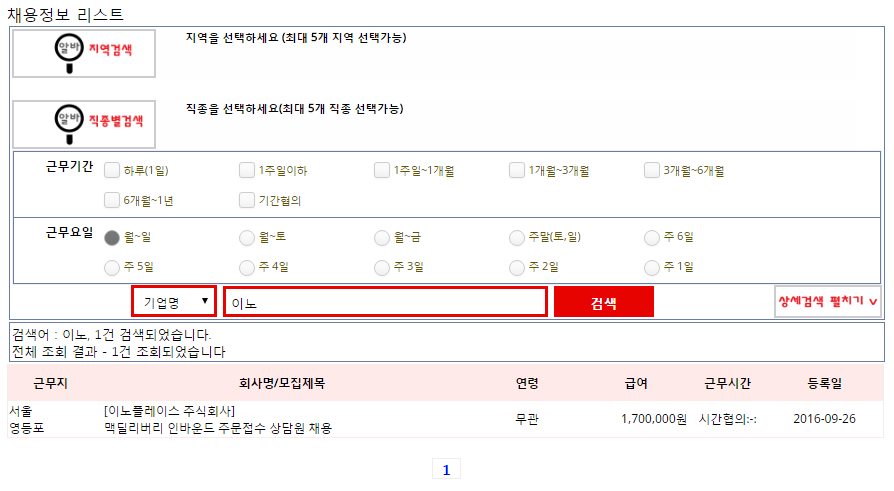 채용정보 리스트
알바 지역검색
지역을 선택하세요 (최대 5개 지역 선택가능)
알바 직종별검색
직종을 선택하세요(최대 5개 직종 선택가능)
근무기간 하루(1일) 1주일이하 1주일~1개월 1개월~3개월 3개월~6개월
6개월~1년 기간협의
근무요일 월~일 월~토 월~금 주말(토,일) 주 6일
주 5일 주 4일 주 3일 주 2일 주 1일
기업명 ▼ 이노 검색 상세검색 펼치기 ∨
검색어 : 이노, 1건 검색되었습니다.
전체 조회 결과 - 1건 조회되었습니다
근무지 회사명/모집제목 연령 급여 근무시간 등록일
서울 [이노플레이스 주식회사]
영등포 맥딜리버리 인바운드 주문접수 상담원 채용 무관 1,700,000원 시간협의:-: 2016-09-26
1